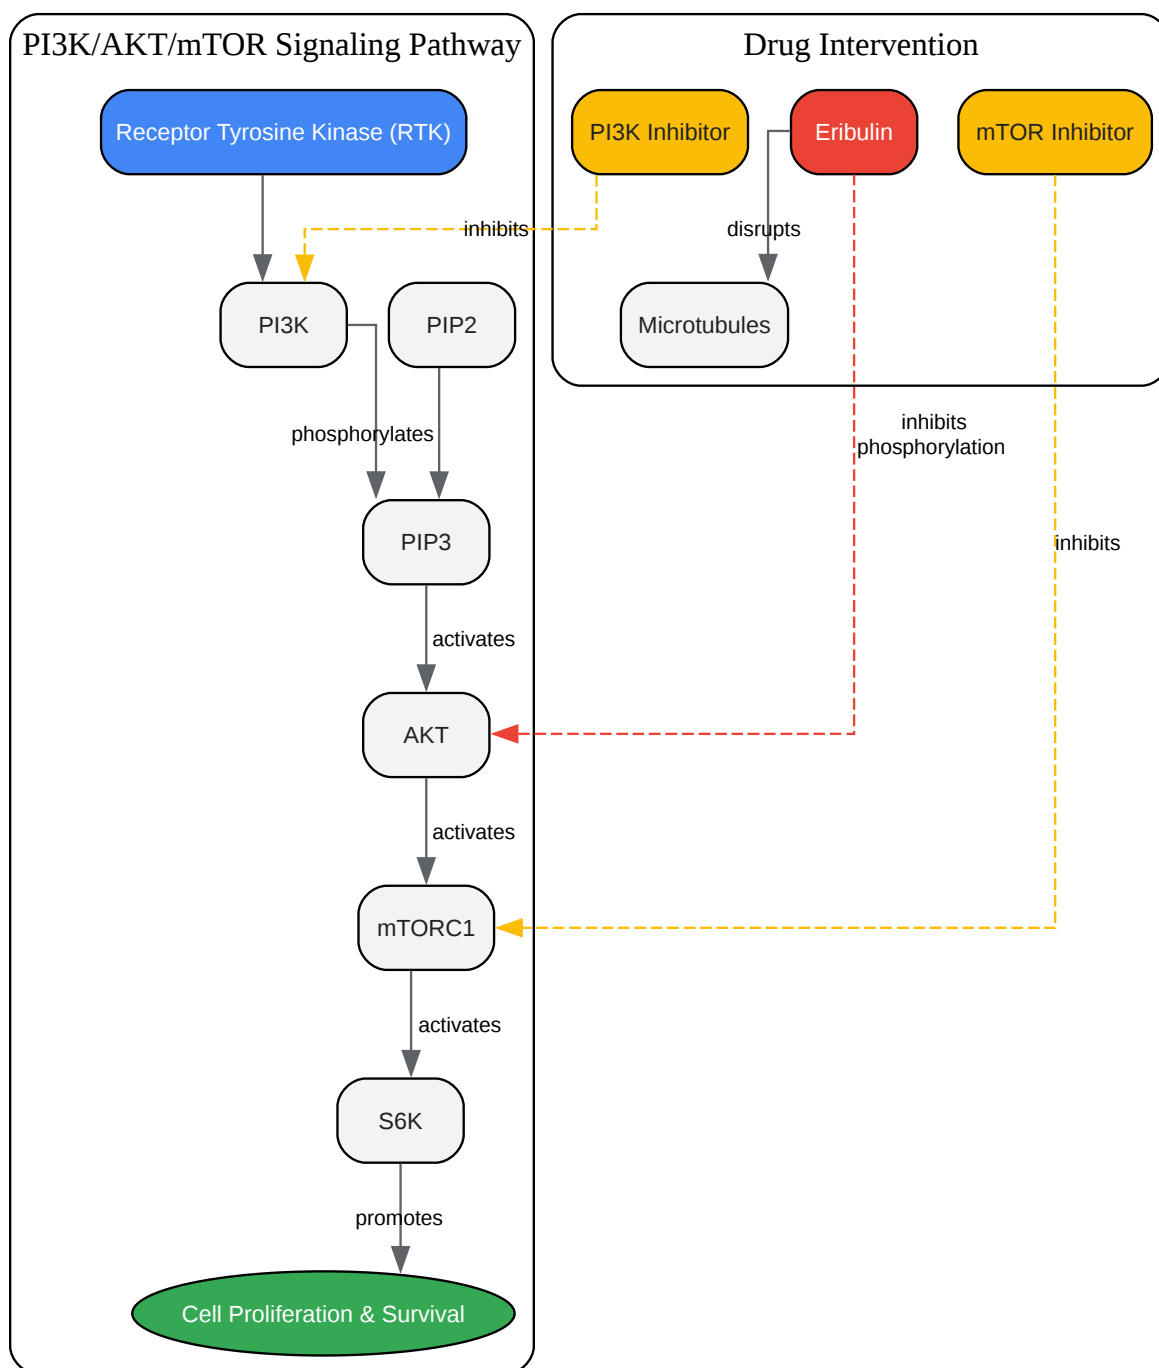 PI3K/AKT/mTOR Signaling Pathway
Drug Intervention
Receptor Tyrosine Kinase (RTK)
PI3K Inhibitor
Eribulin
mTOR Inhibitor
inhibits
disrupts
PI3K
PIP2
Microtubules
phosphorylates
inhibits
phosphorylation
PIP3
inhibits
activates
AKT
activates
mTORC1
activates
S6K
promotes
Cell Proliferation & Survival